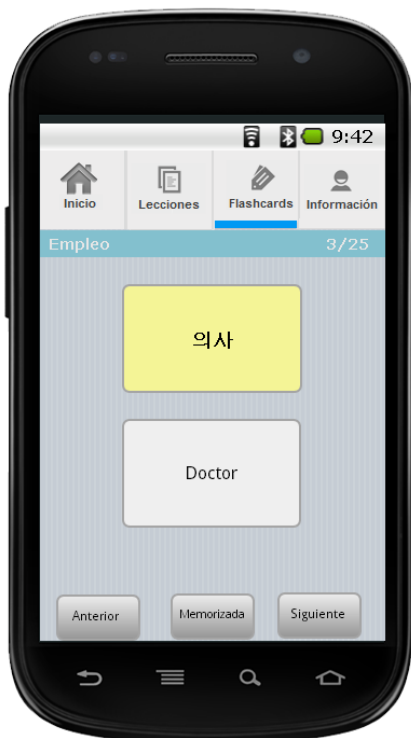 9:42
Inicio
Lecciones
Flashcards
Información
Empleo 3/25
의사
Doctor
Anterior
Memorizada
Siguiente